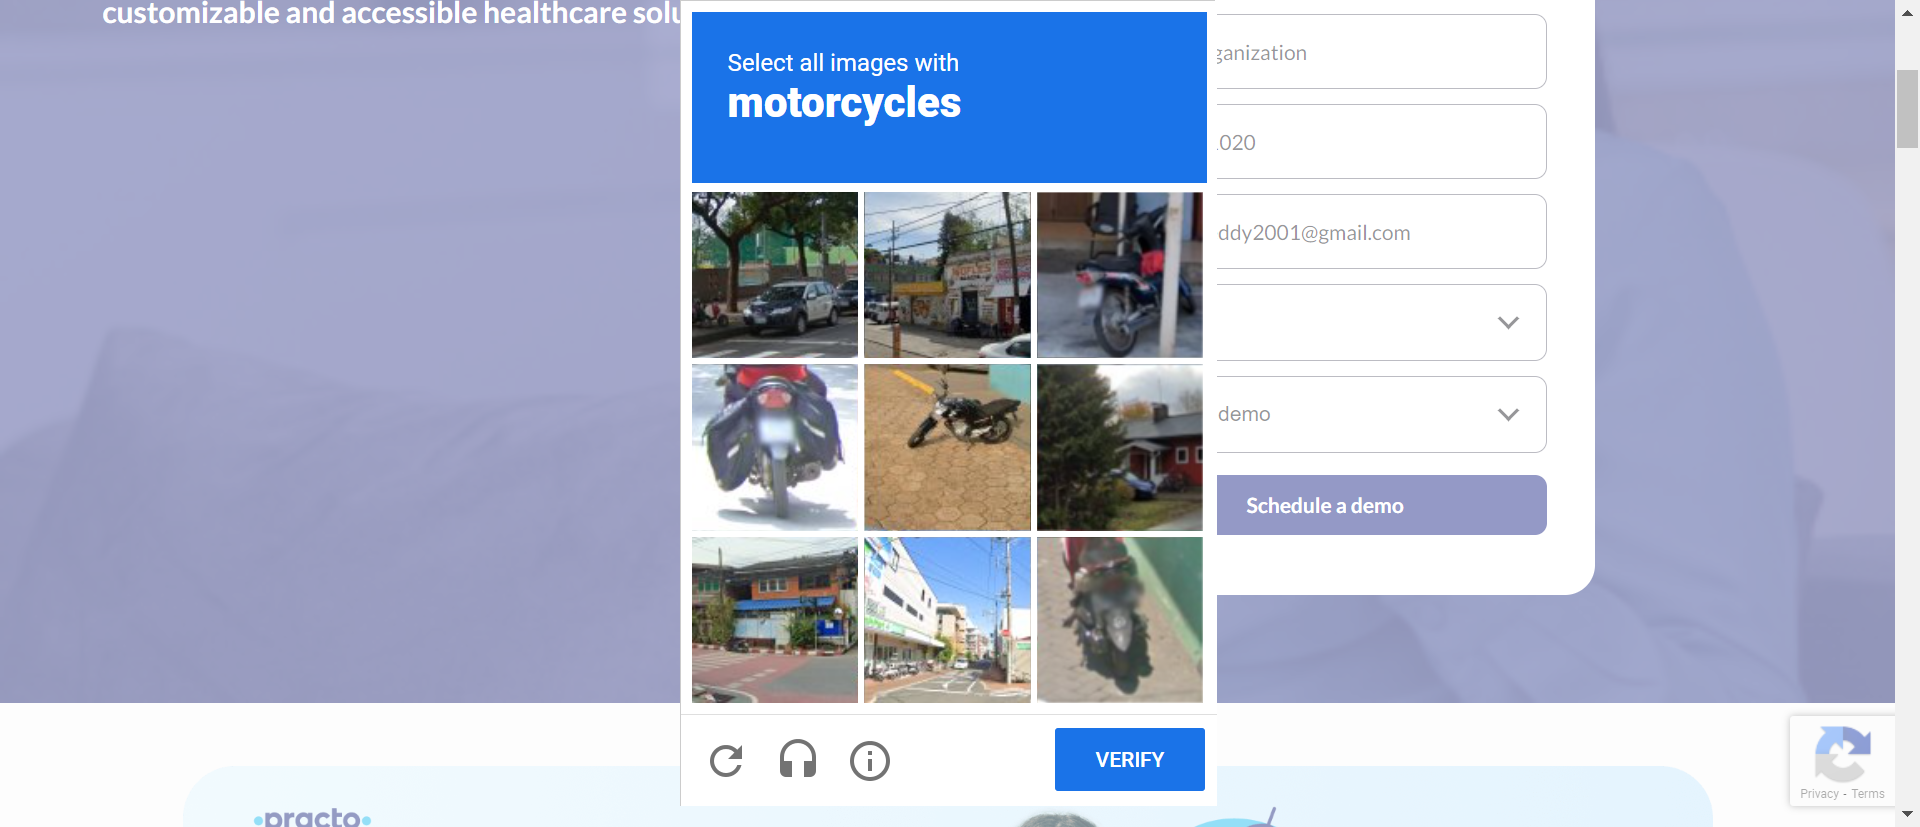 customizable and accessible healthcare solu
Select all images with
motorcycles
ganization
.020
ddy2001@gmail.com
demo
Schedule a demo
VERIFY
Privacy - Terms
practo